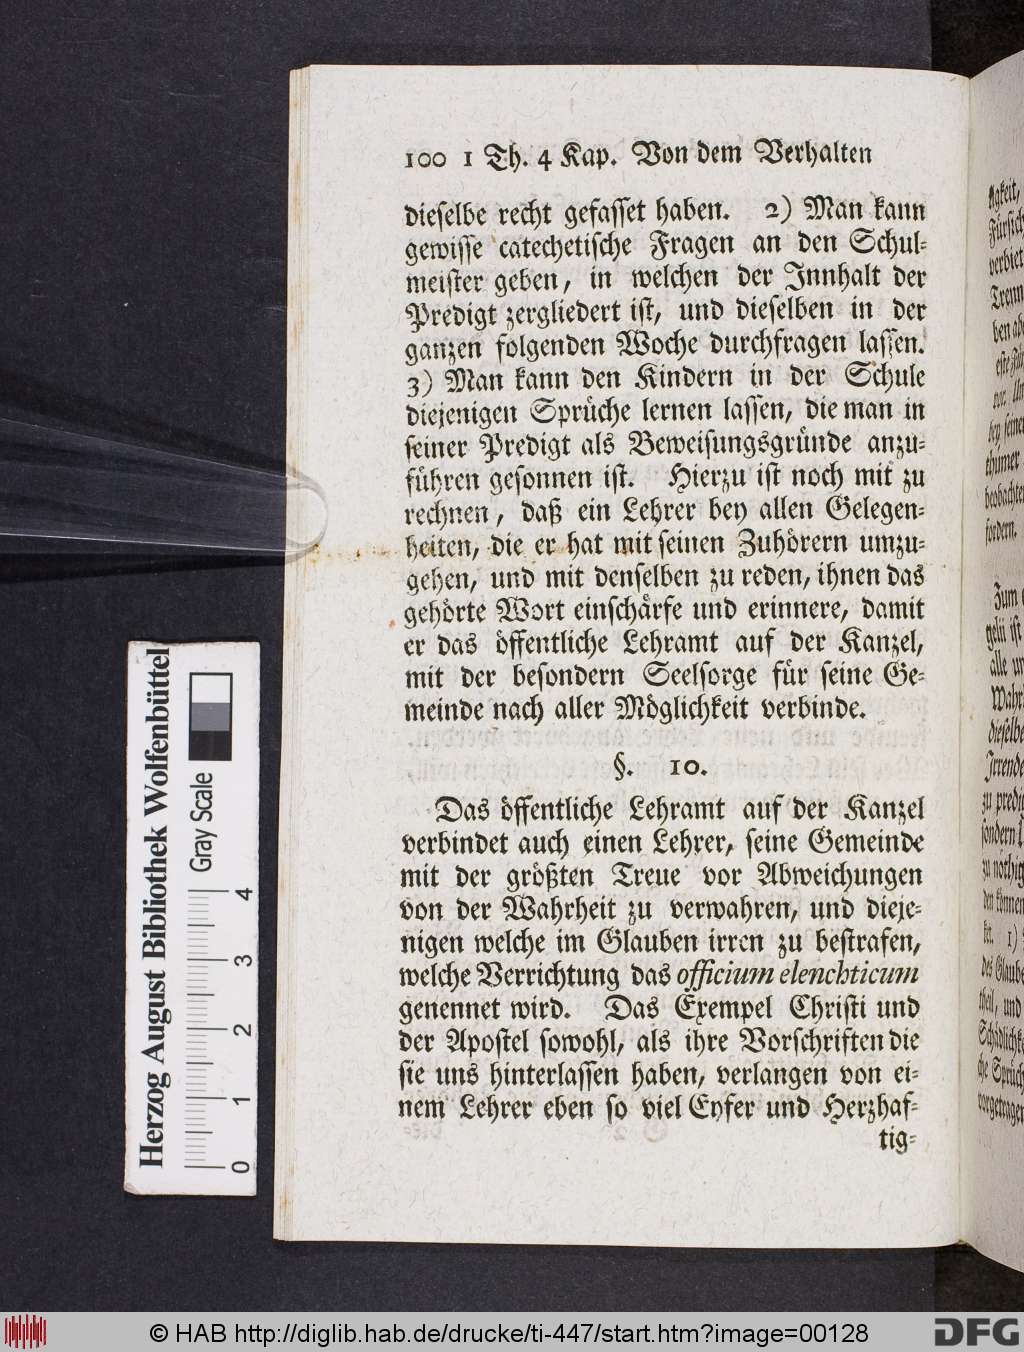 100 1 Th. 4 Kap. Von dem Verhalten
dieselbe recht gefasset haben. 2) Man kann
gewisse catechetische Fragen an den Schul-
meister geben, in welchen der Innhalt der
Predigt zergliedert ist, und dieselben in der
ganzen folgenden Woche durchfragen lassen.
3) Man kann den Kindern in der Schule
diejenigen Sprüche lernen lassen, die man in
seiner Predigt als Beweisungsgründe anzu-
führen gesonnen ist. Hierzu ist noch mit zu
rechnen, daß ein Lehrer bey allen Gelegen-
heiten, die er hat mit seinen Zuhörern umzu-
gehen, und mit denselben zu reden, ihnen das
gehörte Wort einschärfe und erinnere, damit
er das öffentliche Lehramt auf der Kanzel,
mit der besondern Seelsorge für seine Ge-
meinde nach aller Möglichkeit verbinde.
§. 10.
Das öffentliche Lehramt auf der Kanzel
verbindet auch einen Lehrer, seine Gemeinde
mit der größten Treue vor Abweichungen
von der Wahrheit zu verwahren, und dieje-
nigen welche im Glauben irren zu bestrafen,
welche Verrichtung das officium elenchticum
genennet wird. Das Exempel Christi und
der Apostel sowohl, als ihre Vorschriften die
sie uns hinterlassen haben, verlangen von ei-
nem Lehrer eben so viel Eyfer und Herzhaf-
tig-
Herzog August Bibliothek Wolfenbüttel
Gray Scale
0 1 2 3 4
© HAB http://diglib.hab.de/drucke/ti-447/start.htm?image=00128
DFG